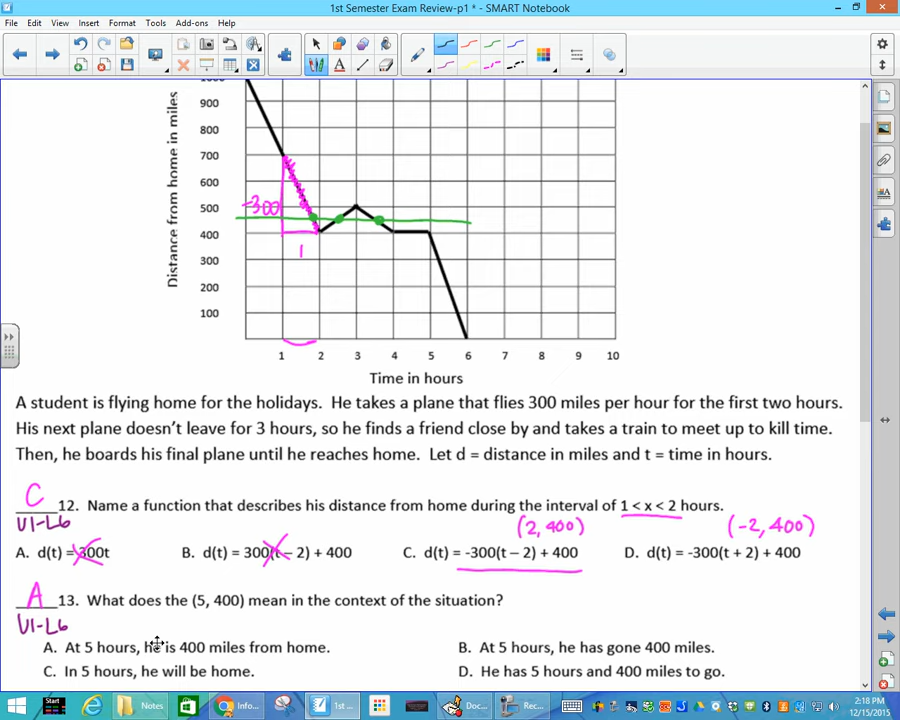 1st Semester Exam Review-p1 * - SMART Notebook
File Edit View Insert Format Tools Add-ons Help
Distance from home in miles
900
800
700
600
-300
500
400
1
300
200
100
1 2 3 4 5 6 7 8 9 10
Time in hours
A student is flying home for the holidays. He takes a plane that flies 300 miles per hour for the first two hours.
His next plane doesn't leave for 3 hours, so he finds a friend close by and takes a train to meet up to kill time.
Then, he boards his final plane until he reaches home. Let d = distance in miles and t = time in hours.
C 12. Name a function that describes his distance from home during the interval of 1 < x < 2 hours.
U1-L6 (2, 400) (-2, 400)
A. d(t) = 300t B. d(t) = 300(t – 2) + 400 C. d(t) = -300(t – 2) + 400 D. d(t) = -300(t + 2) + 400
A 13. What does the (5, 400) mean in the context of the situation?
U1-L6
A. At 5 hours, he is 400 miles from home. B. At 5 hours, he has gone 400 miles.
C. In 5 hours, he will be home. D. He has 5 hours and 400 miles to go.
Start Notes Info... 1st ... Doc... Rec... 2:18 PM
12/15/2015